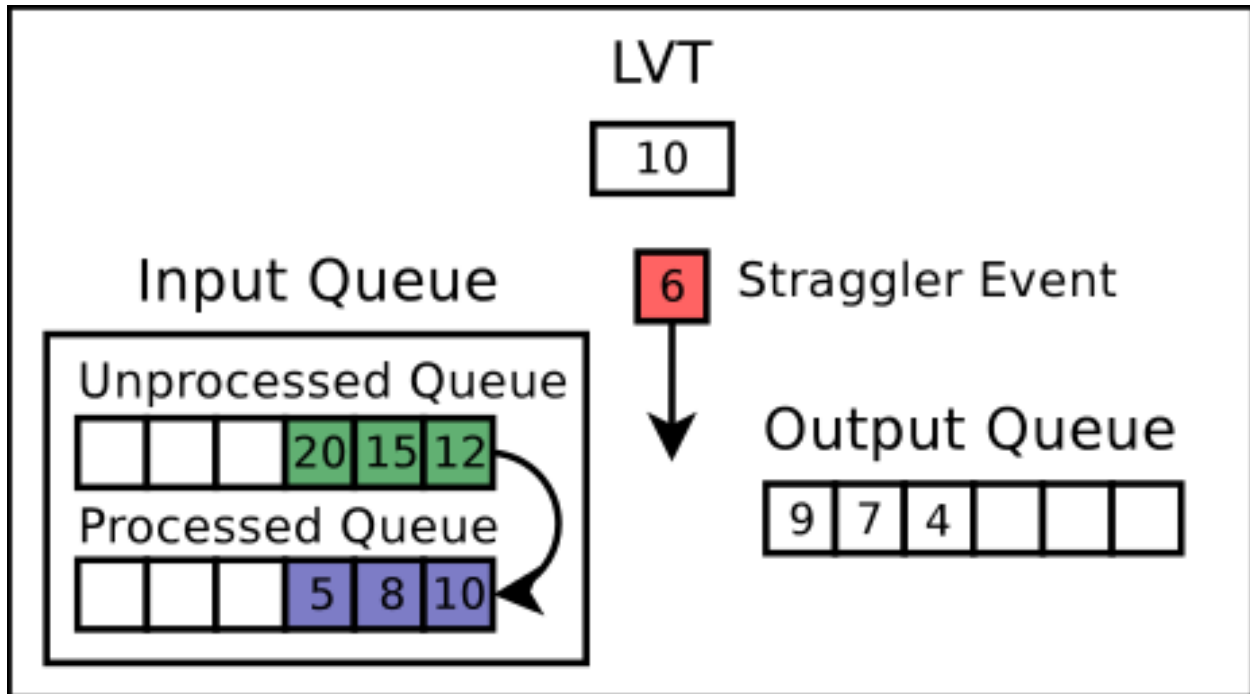 LVT
10
6 Straggler Event
Input Queue
Unprocessed Queue
20 15 12
Processed Queue
5 8 10
Output Queue
9 7 4